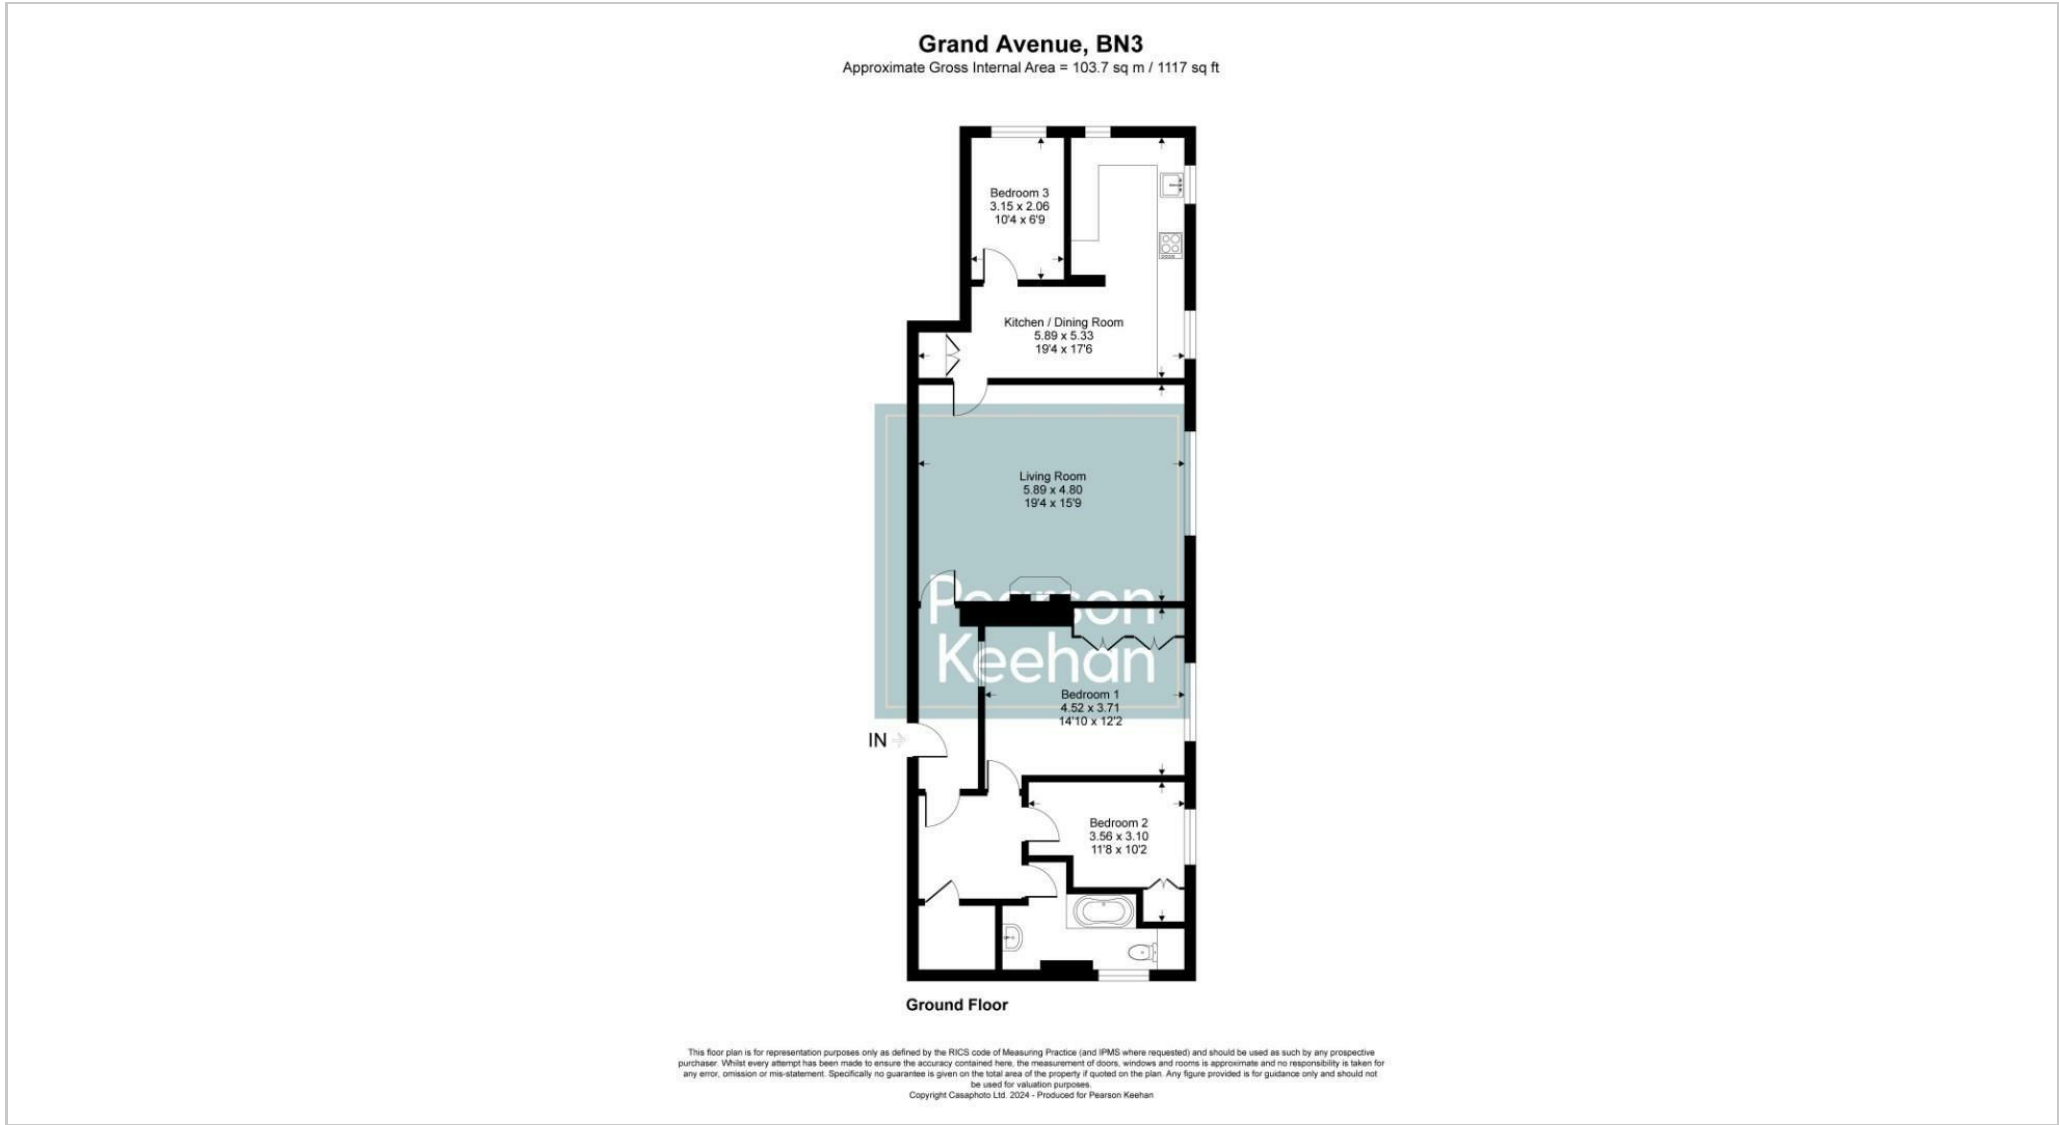 Grand Avenue, BN3
Approximate Gross Internal Area = 103.7 sq m / 1117 sq ft
Bedroom 3
3.15 x 2.06
10'4 x 6'9
Kitchen / Dining Room
5.89 x 5.33
19'4 x 17'6
Living Room
5.89 x 4.80
19'4 x 15'9
Pearson
Keehan
Bedroom 1
4.52 x 3.71
14'10 x 12'2
IN
Bedroom 2
3.56 x 3.10
11'8 x 10'2
Ground Floor
This floor plan is for representation purposes only as defined by the RICS code of Measuring Practice (and IPMS where requested) and should be used as such by any prospective
purchaser. Whilst every attempt has been made to ensure the accuracy contained here, the measurement of doors, windows and rooms is approximate and no responsibility is taken for
any error, omission or mis-statement. Specifically no guarantee is given on the total area of the property if quoted on the plan. Any figure provided is for guidance only and should not
be used for valuation purposes.
Copyright Casaphoto Ltd. 2024 - Produced for Pearson Keehan